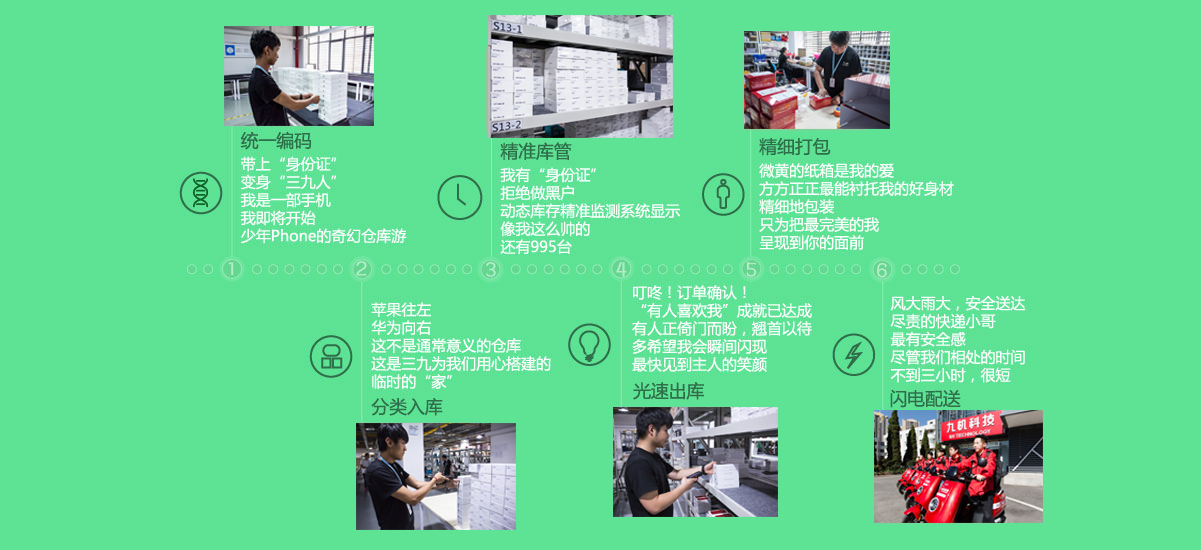 统一编码
带上“身份证”
变身“三九人”
我是一部手机
我即将开始
少年Phone的奇幻仓库游
1
苹果往左
华为向右
这不是通常意义的仓库
这是三九为我们用心搭建的
临时的“家”
分类入库
2
S13-1
S13-2
精准库管
我有“身份证”
拒绝做黑户
动态库存精准监测系统显示
像我这么帅的
还有995台
3
叮咚！订单确认！
“有人喜欢我”成就已达成
有人正倚门而盼，翘首以待
多希望我会瞬间闪现
最快见到主人的笑颜
光速出库
4
精细打包
微黄的纸箱是我的爱
方方正正最能衬托我的好身材
精细地包装
只为把最完美的我
呈现到你的面前
5
风大雨大，安全送达
尽责的快递小哥
最有安全感
尽管我们相处的时间
不到三小时，很短
闪电配送
6
九机科技